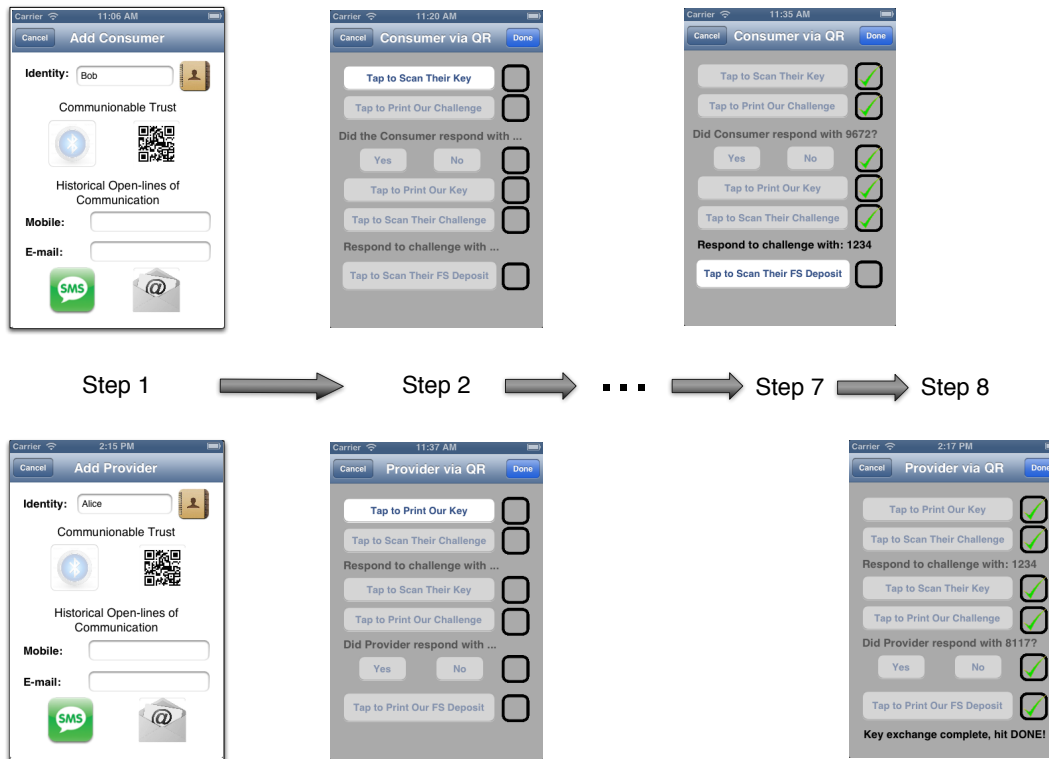 Carrier 11:06 AM
Cancel Add Consumer
Identity: Bob
Communionable Trust
Historical Open-lines of
Communication
Mobile:
E-mail:
SMS @
Carrier 11:20 AM
Cancel Consumer via QR Done
Tap to Scan Their Key
Tap to Print Our Challenge
Did the Consumer respond with ...
Yes No
Tap to Print Our Key
Tap to Scan Their Challenge
Respond to challenge with ...
Tap to Scan Their FS Deposit
Carrier 11:35 AM
Cancel Consumer via QR Done
Tap to Scan Their Key
Tap to Print Our Challenge
Did Consumer respond with 9672?
Yes No
Tap to Print Our Key
Tap to Scan Their Challenge
Respond to challenge with: 1234
Tap to Scan Their FS Deposit
Step 1 Step 2 ... Step 7 Step 8
Carrier 2:15 PM
Cancel Add Provider
Identity: Alice
Communionable Trust
Historical Open-lines of
Communication
Mobile:
E-mail:
SMS @
Carrier 11:37 AM
Cancel Provider via QR Done
Tap to Print Our Key
Tap to Scan Their Challenge
Respond to challenge with ...
Tap to Scan Their Key
Tap to Print Our Challenge
Did Provider respond with ...
Yes No
Tap to Print Our FS Deposit
Carrier 2:17 PM
Cancel Provider via QR Done
Tap to Print Our Key
Tap to Scan Their Challenge
Respond to challenge with: 1234
Tap to Scan Their Key
Tap to Print Our Challenge
Did Provider respond with 8117?
Yes No
Tap to Print Our FS Deposit
Key exchange complete, hit DONE!